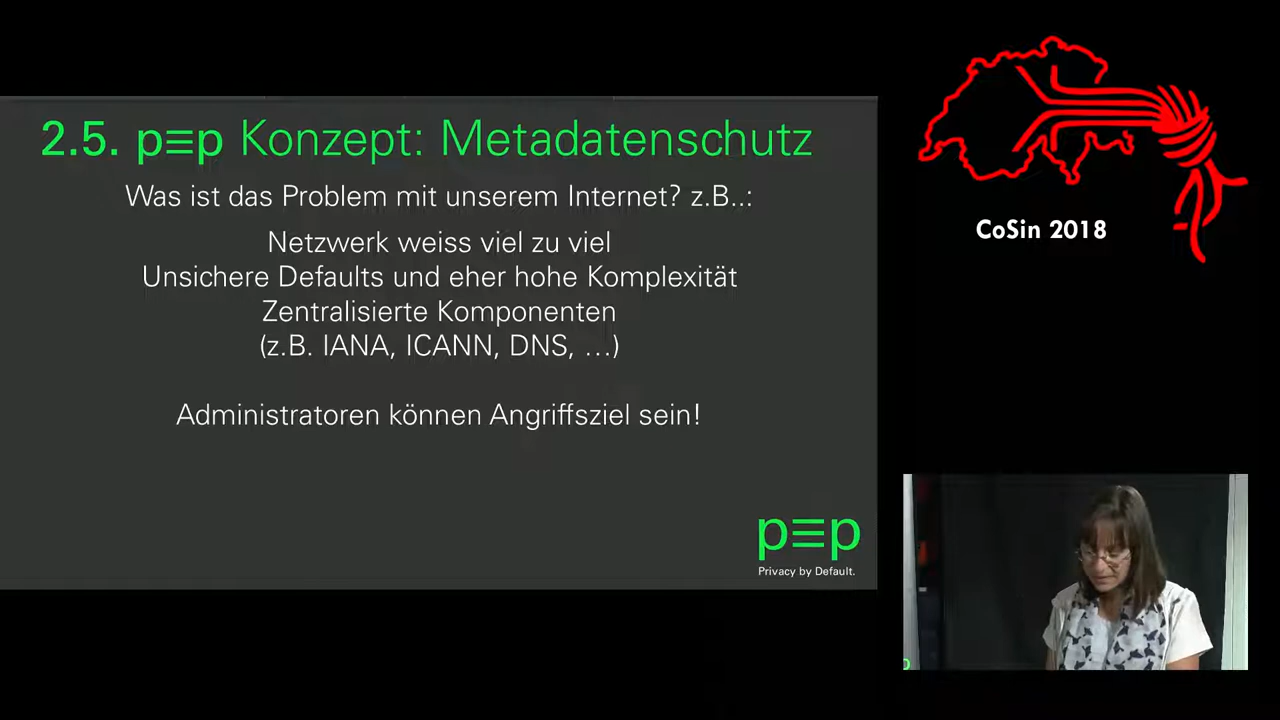 2.5. p≡p Konzept: Metadatenschutz
Was ist das Problem mit unserem Internet? z.B..:
Netzwerk weiss viel zu viel
Unsichere Defaults und eher hohe Komplexität
Zentralisierte Komponenten
(z.B. IANA, ICANN, DNS, …)
Administratoren können Angriffsziel sein!
p≡p
Privacy by Default.
CoSin 2018
p